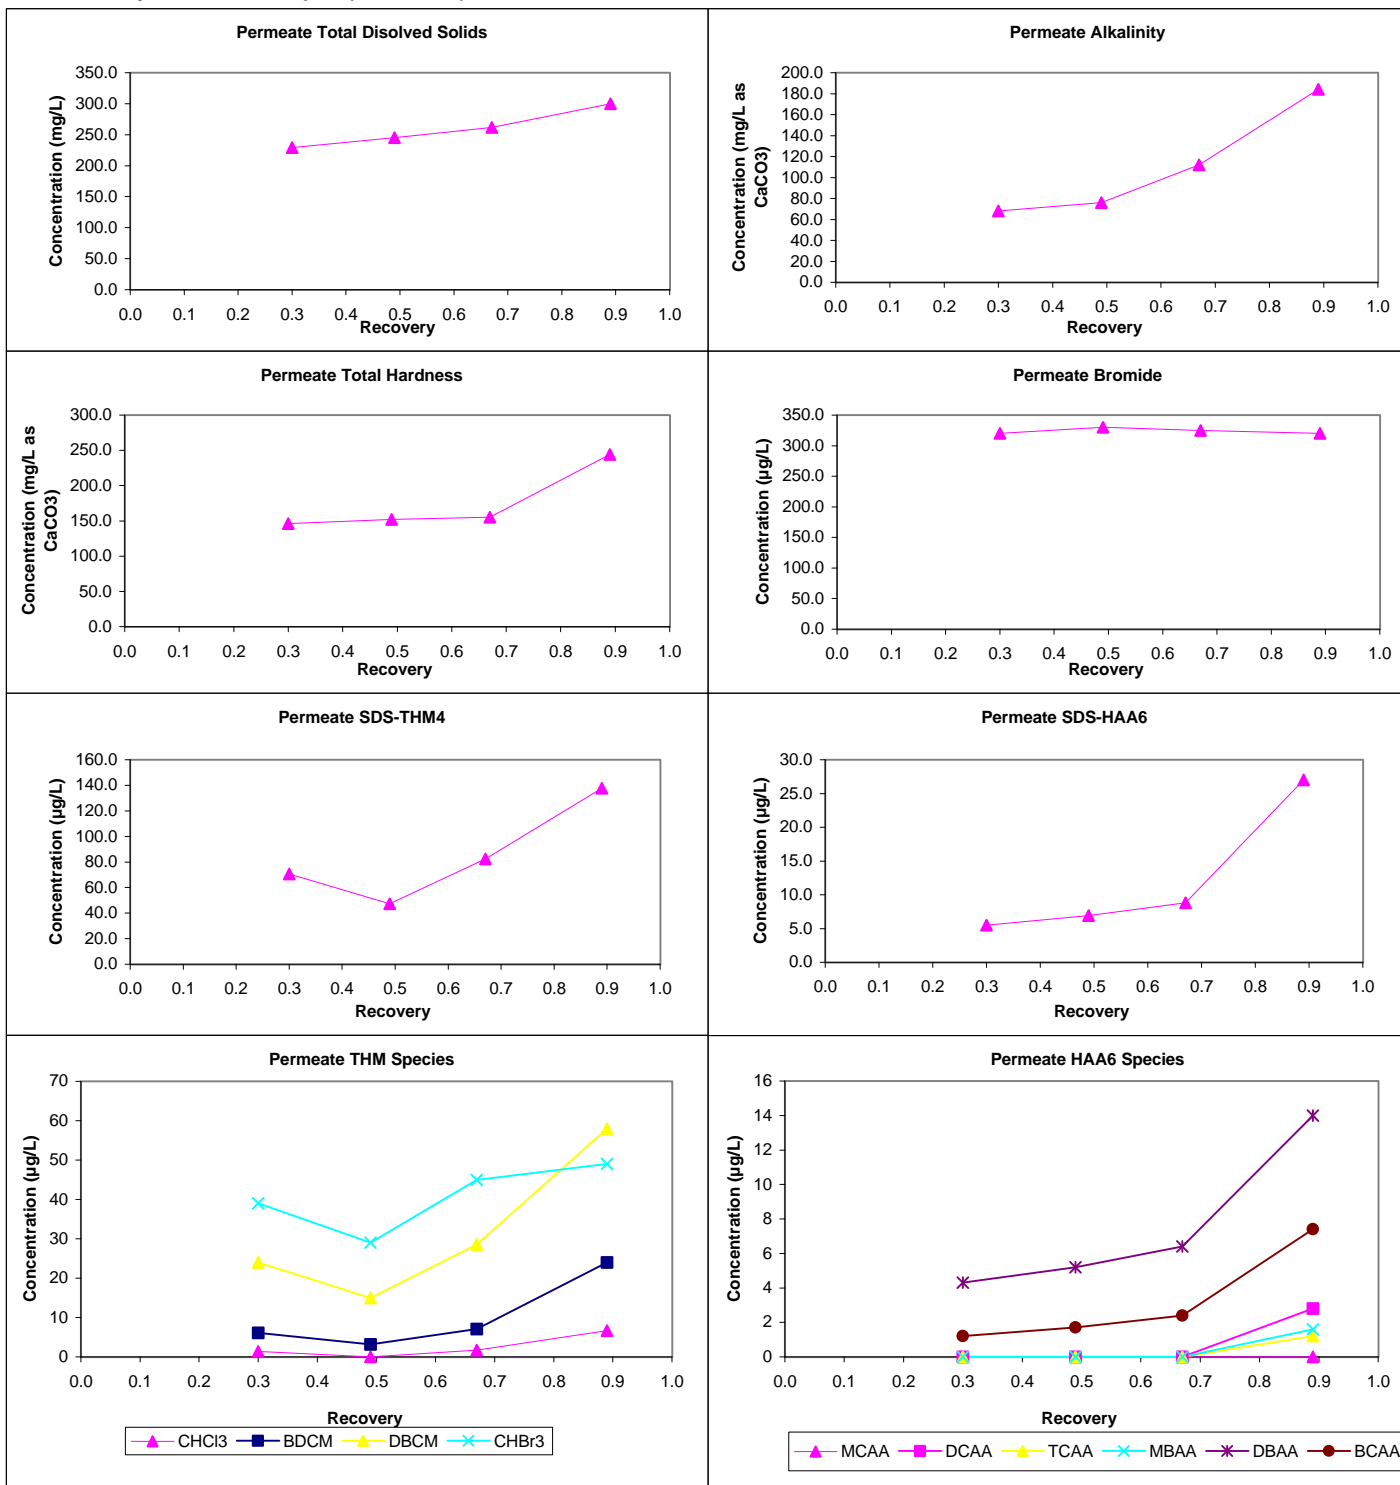 Permeate Total Disolved Solids
Concentration (mg/L)
350.0
300.0
250.0
200.0
150.0
100.0
50.0
0.0
0.0 0.1 0.2 0.3 0.4 0.5 0.6 0.7 0.8 0.9 1.0
Recovery
Permeate Alkalinity
Concentration (mg/L as
CaCO3)
200.0
180.0
160.0
140.0
120.0
100.0
80.0
60.0
40.0
20.0
0.0
0.0 0.1 0.2 0.3 0.4 0.5 0.6 0.7 0.8 0.9 1.0
Recovery
Permeate Total Hardness
Concentration (mg/L as
CaCO3)
300.0
250.0
200.0
150.0
100.0
50.0
0.0
0.0 0.1 0.2 0.3 0.4 0.5 0.6 0.7 0.8 0.9 1.0
Recovery
Permeate Bromide
Concentration (µg/L)
350.0
300.0
250.0
200.0
150.0
100.0
50.0
0.0
0.0 0.1 0.2 0.3 0.4 0.5 0.6 0.7 0.8 0.9 1.0
Recovery
Permeate SDS-THM4
Concentration (µg/L)
160.0
140.0
120.0
100.0
80.0
60.0
40.0
20.0
0.0
0.0 0.1 0.2 0.3 0.4 0.5 0.6 0.7 0.8 0.9 1.0
Recovery
Permeate SDS-HAA6
Concentration (µg/L)
30.0
25.0
20.0
15.0
10.0
5.0
0.0
0.0 0.1 0.2 0.3 0.4 0.5 0.6 0.7 0.8 0.9 1.0
Recovery
Permeate THM Species
Concentration (µg/L)
70
60
50
40
30
20
10
0
0.0 0.1 0.2 0.3 0.4 0.5 0.6 0.7 0.8 0.9 1.0
Recovery
CHCl3 BDCM DBCM CHBr3
Permeate HAA6 Species
Concentration (µg/L)
16
14
12
10
8
6
4
2
0
0.0 0.1 0.2 0.3 0.4 0.5 0.6 0.7 0.8 0.9 1.0
Recovery
MCAA DCAA TCAA MBAA DBAA BCAA